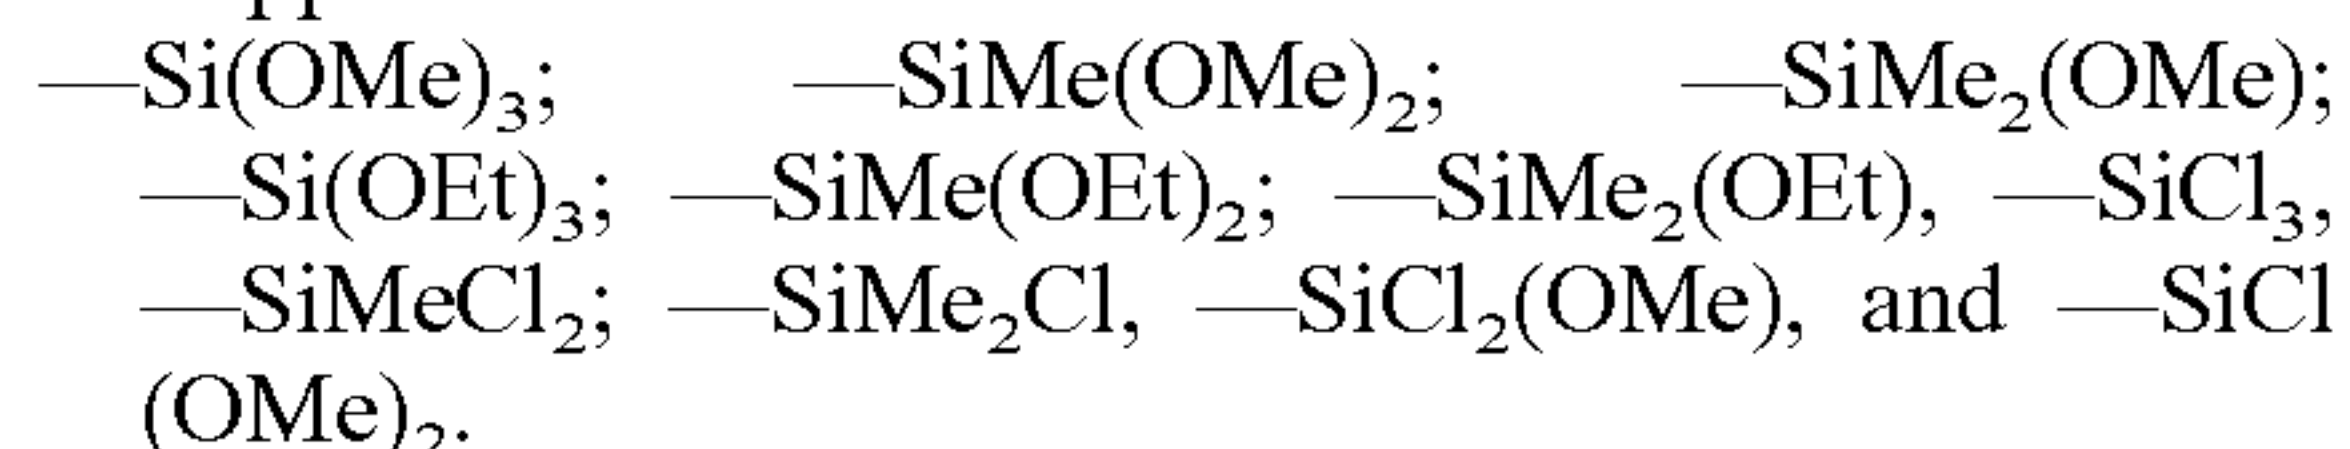 —Si(OMe)₃; —SiMe(OMe)₂; —SiMe₂(OMe);
—Si(OEt)₃; —SiMe(OEt)₂; —SiMe₂(OEt), —SiCl₃,
—SiMeCl₂; —SiMe₂Cl, —SiCl₂(OMe), and —SiCl
(OMe)₂.